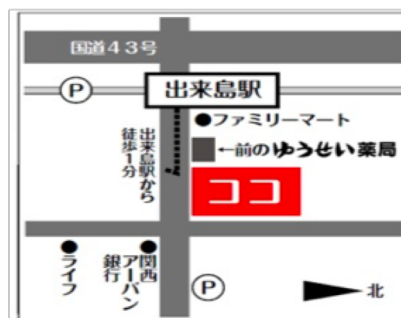 国道43号
P
出来島駅
●ファミリーマート
←前のゆうせい薬局
出来島駅から
徒歩1分
ココ
●ライフ
●関西
アーバン
銀行
P
北